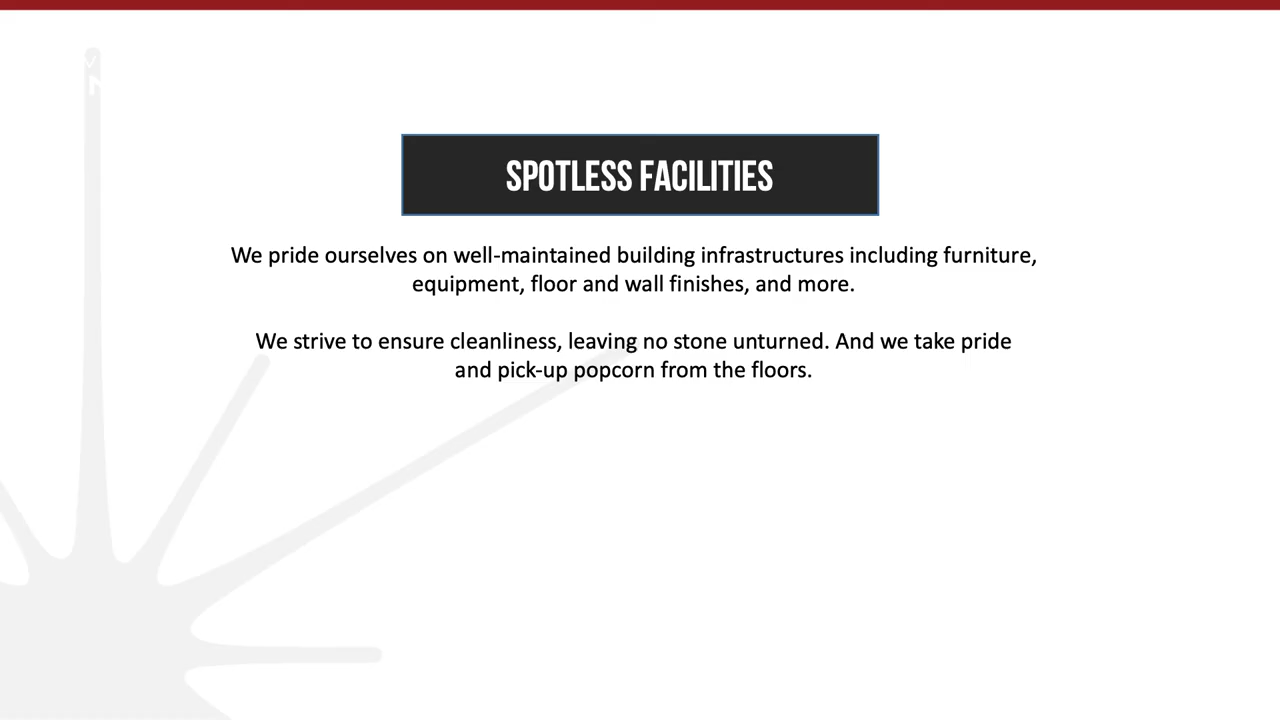 SPOTLESS FACILITIES
We pride ourselves on well-maintained building infrastructures including furniture,
equipment, floor and wall finishes, and more.
We strive to ensure cleanliness, leaving no stone unturned. And we take pride
and pick-up popcorn from the floors.